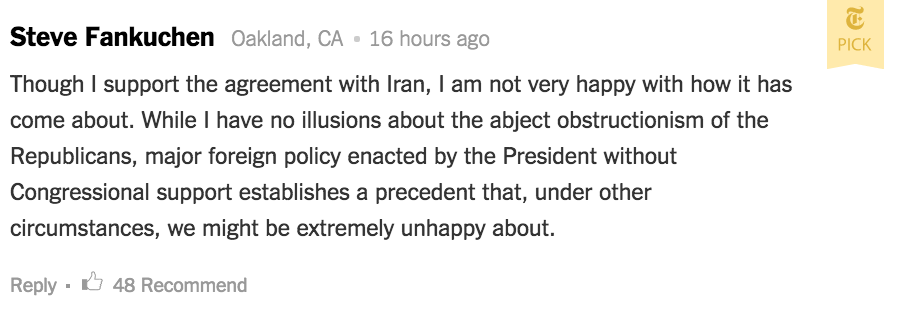 Steve Fankuchen Oakland, CA • 16 hours ago
T
PICK
Though I support the agreement with Iran, I am not very happy with how it has
come about. While I have no illusions about the abject obstructionism of the
Republicans, major foreign policy enacted by the President without
Congressional support establishes a precedent that, under other
circumstances, we might be extremely unhappy about.
Reply • 48 Recommend